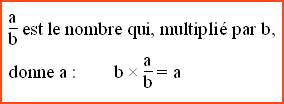 a/b est le nombre qui, multiplié par b,
donne a : b × a/b = a